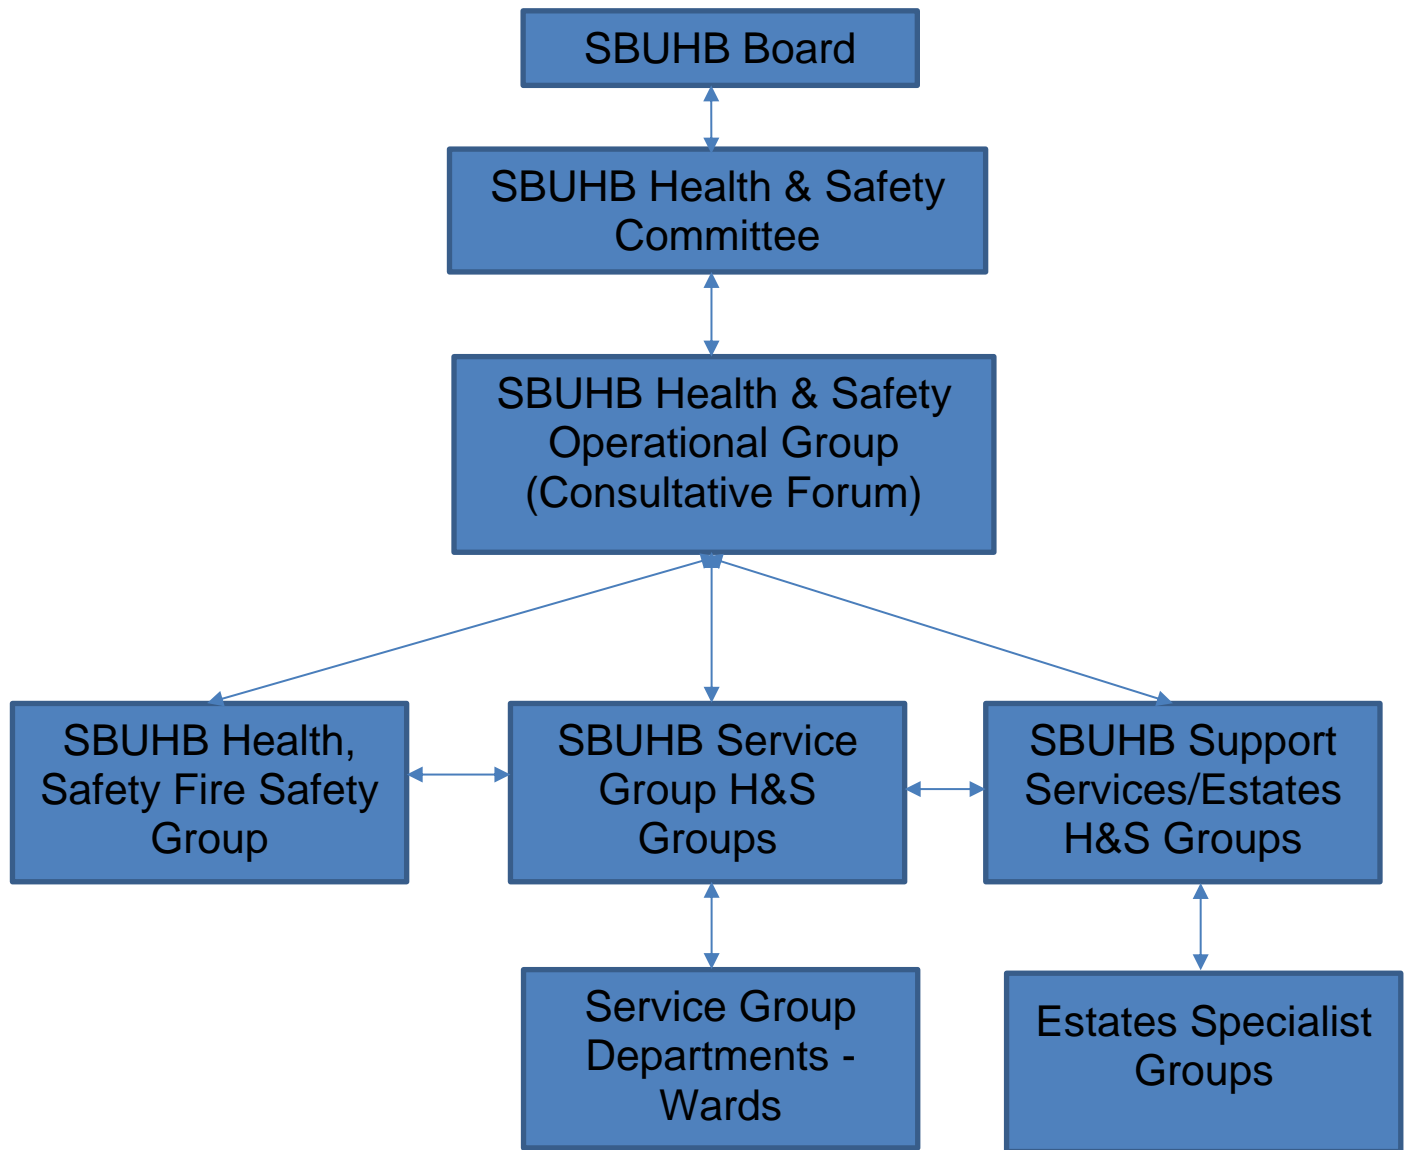 SBUHB Board
SBUHB Health & Safety
Committee
SBUHB Health & Safety
Operational Group
(Consultative Forum)
SBUHB Health,
Safety Fire Safety
Group
SBUHB Service
Group H&S
Groups
SBUHB Support
Services/Estates
H&S Groups
Service Group
Departments -
Wards
Estates Specialist
Groups